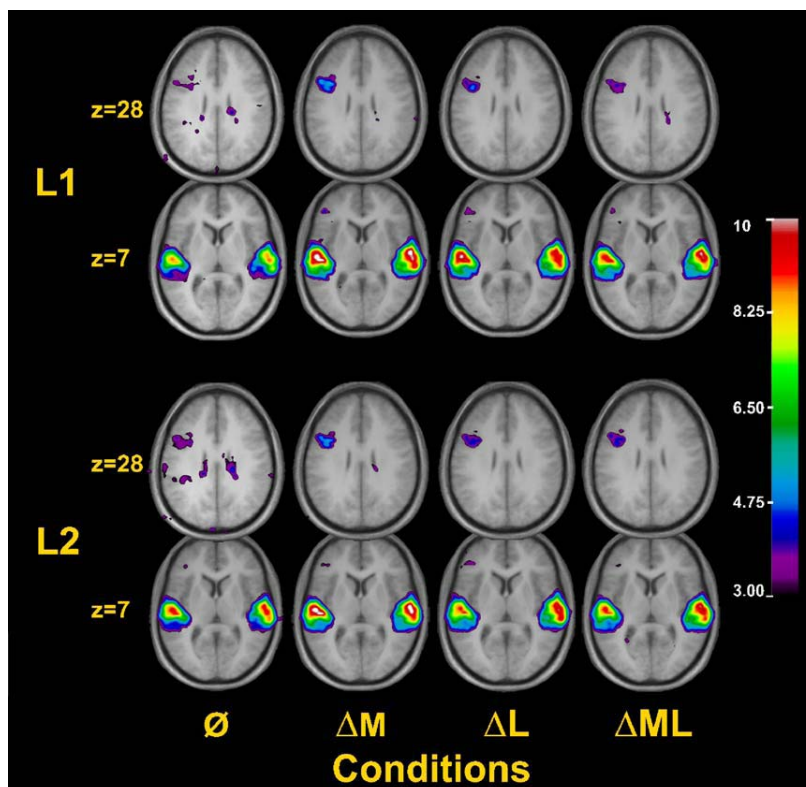 z=28
L1
z=7
10
8.25
6.50
4.75
3.00
z=28
L2
z=7
Ø ΔM ΔL ΔML
Conditions